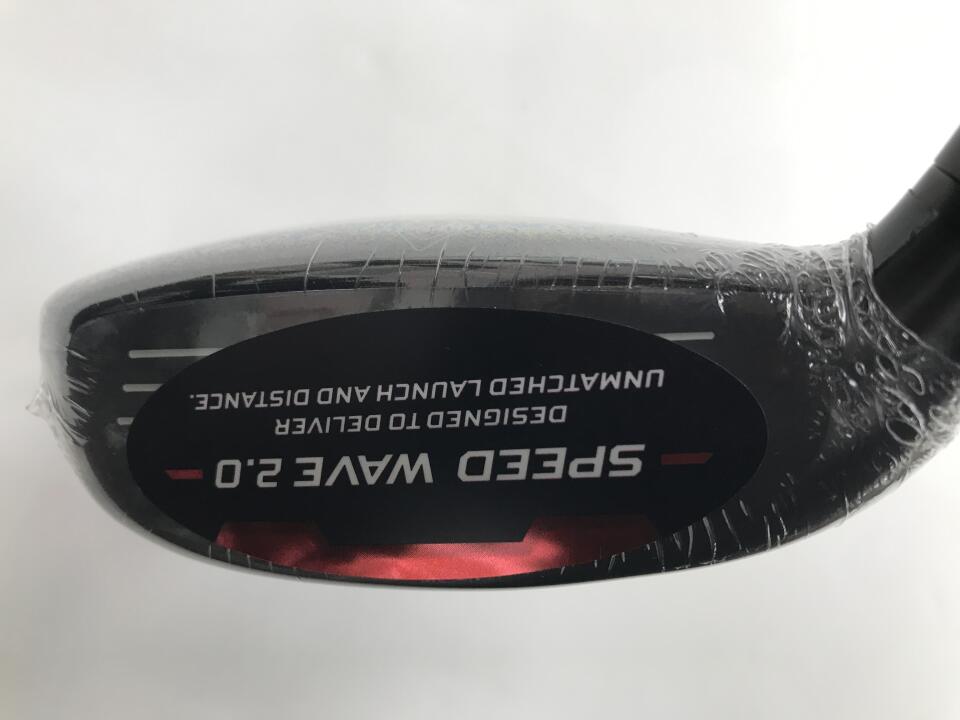 SPEED WAVE 2.0
DESIGNED TO DELIVER
UNMATCHED LAUNCH AND DISTANCE.